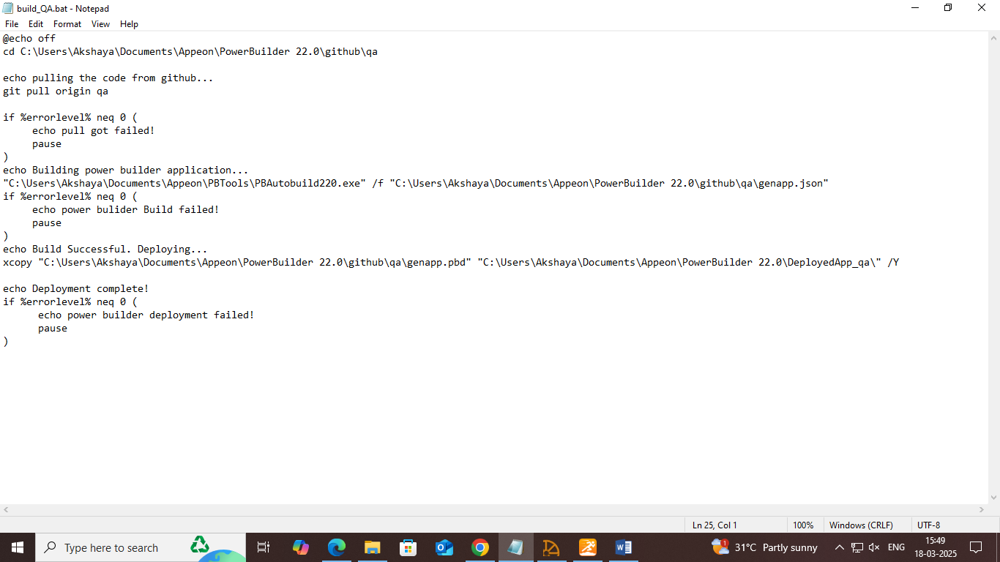 build_QA.bat - Notepad
File Edit Format View Help
@echo off
cd C:\Users\Akshaya\Documents\Appeon\PowerBuilder 22.0\github\qa
echo pulling the code from github...
git pull origin qa
if %errorlevel% neq 0 (
echo pull got failed!
pause
)
echo Building power builder application...
"C:\Users\Akshaya\Documents\Appeon\PBTools\PBAutobuild220.exe" /f "C:\Users\Akshaya\Documents\Appeon\PowerBuilder 22.0\github\qa\genapp.json"
if %errorlevel% neq 0 (
echo power bulider Build failed!
pause
)
echo Build Successful. Deploying...
xcopy "C:\Users\Akshaya\Documents\Appeon\PowerBuilder 22.0\github\qa\genapp.pbd" "C:\Users\Akshaya\Documents\Appeon\PowerBuilder 22.0\DeployedApp_qa\" /Y
echo Deployment complete!
if %errorlevel% neq 0 (
echo power builder deployment failed!
pause
)
Ln 25, Col 1 100% Windows (CRLF) UTF-8
Type here to search
1 31°C Partly sunny ENG 15:49
18-03-2025